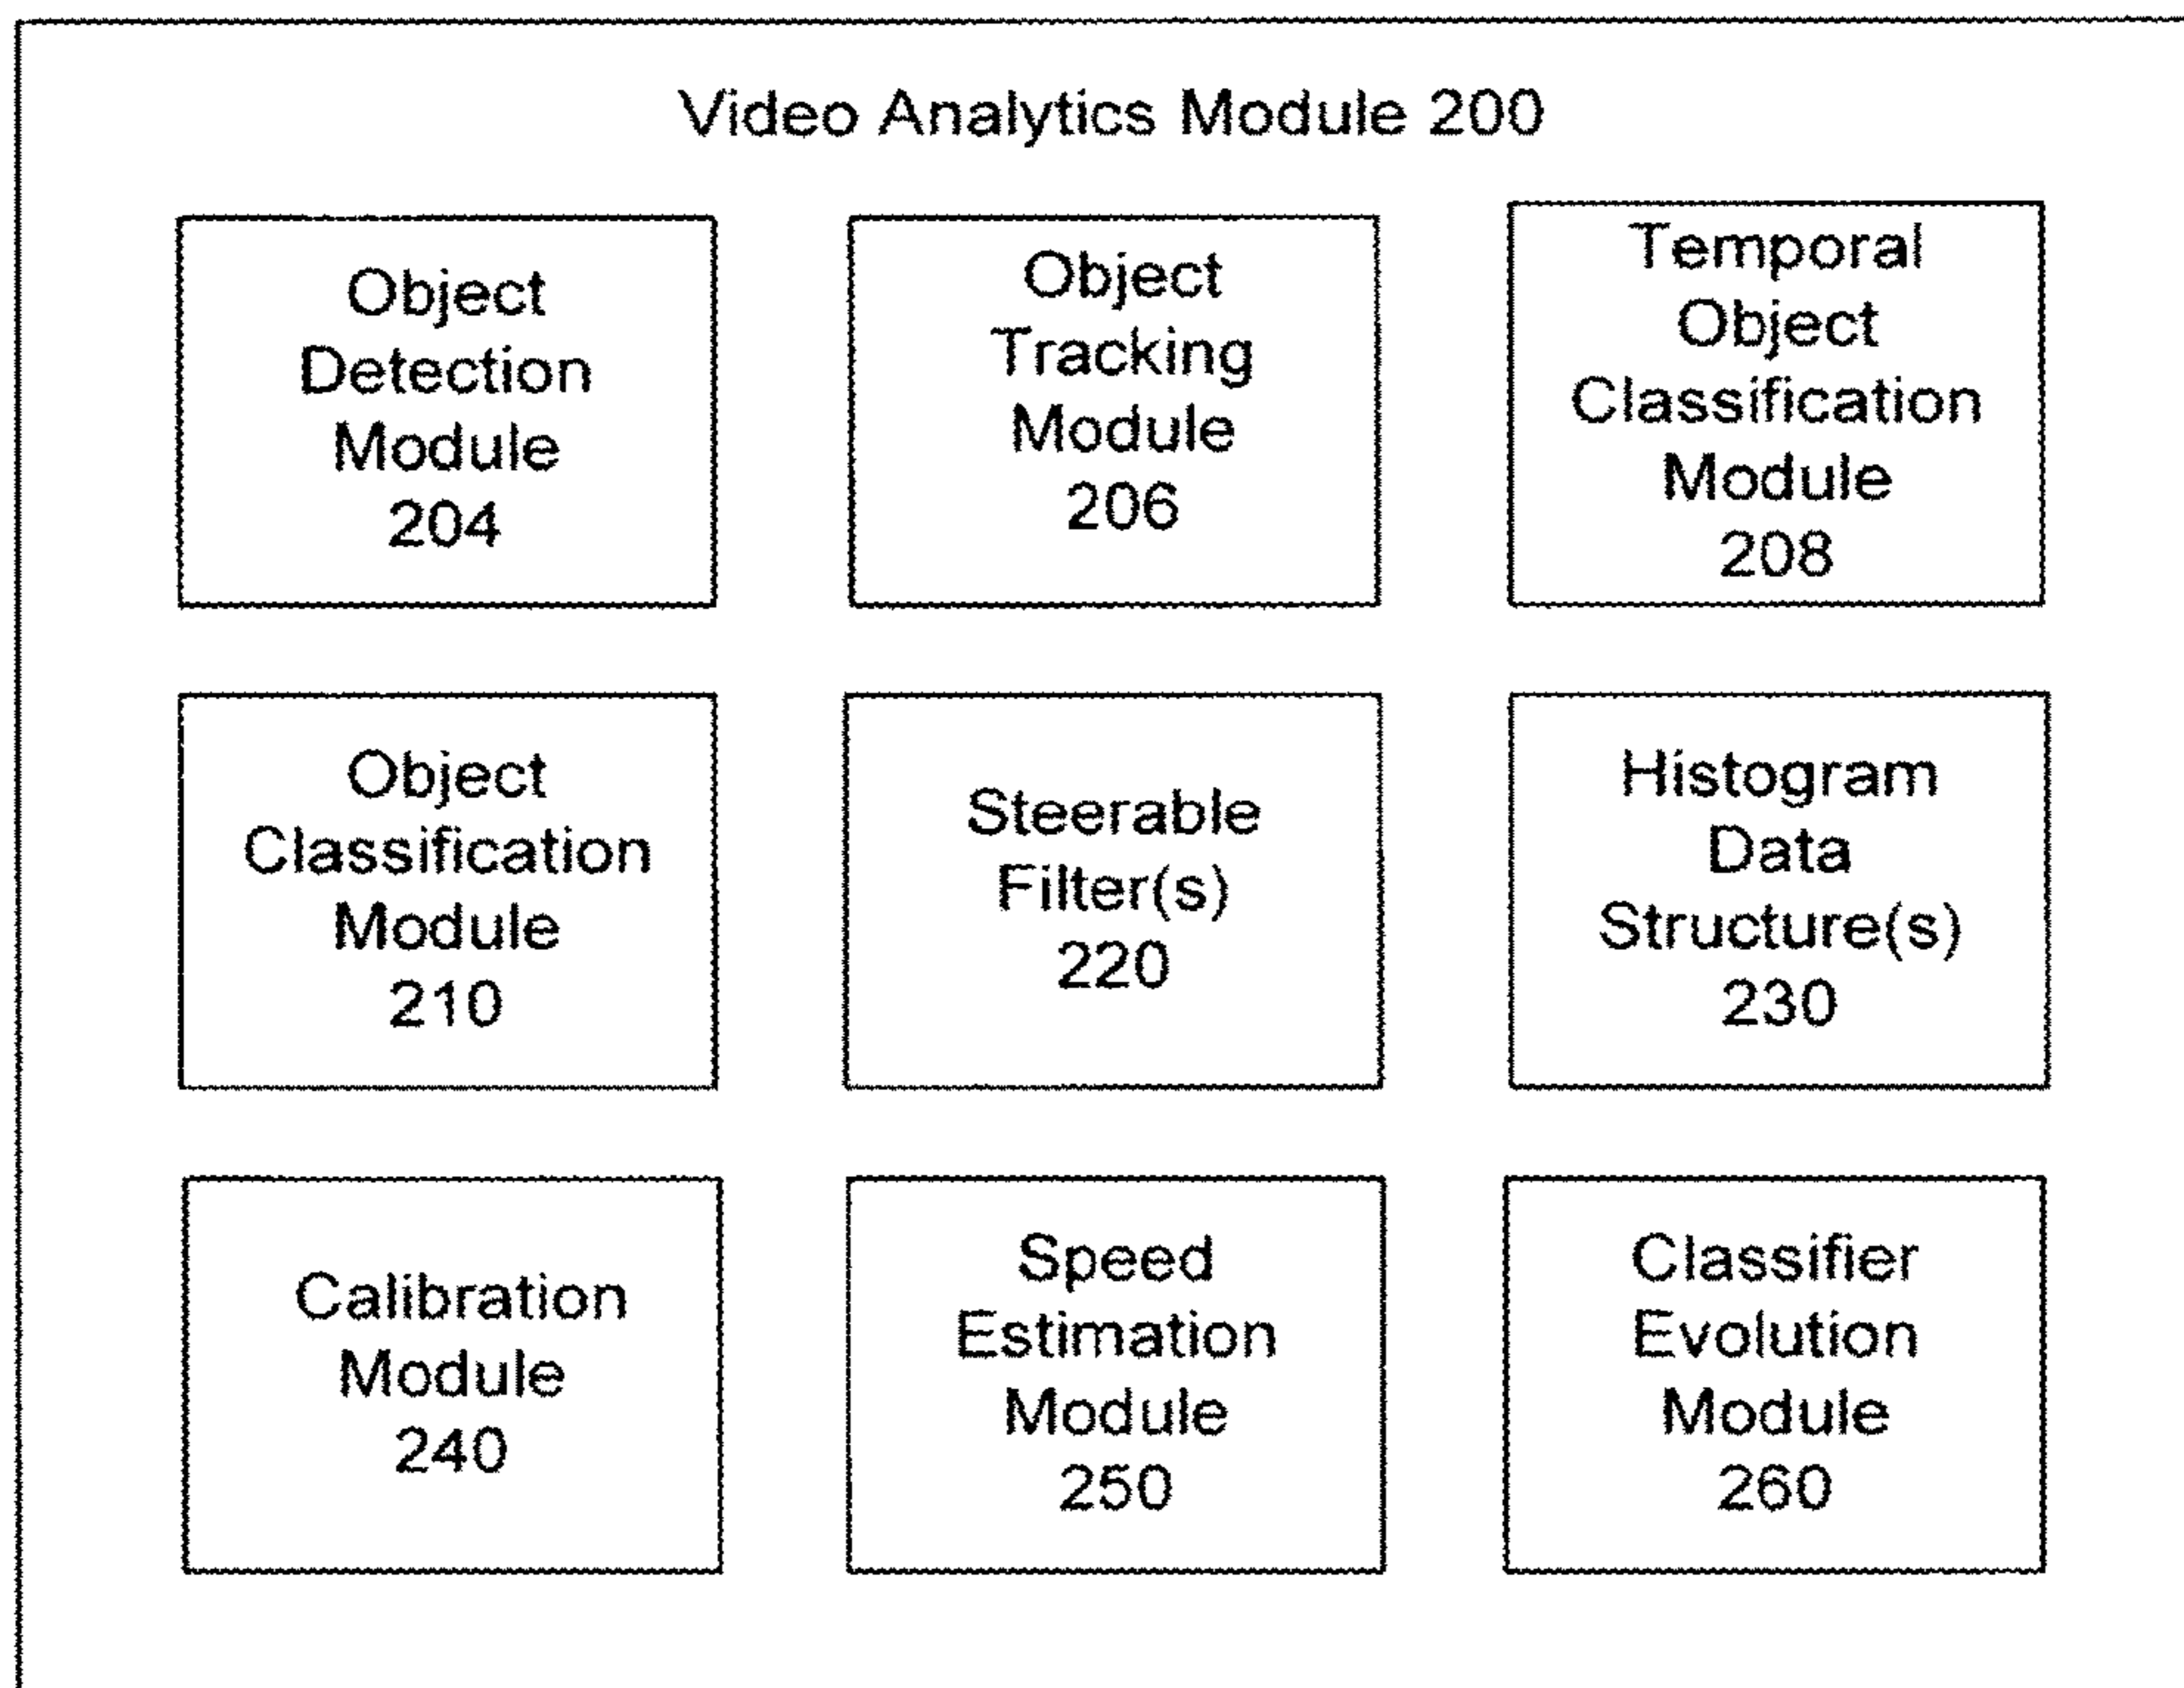 Video Analytics Module 200
Object
Detection
Module
204
Object
Tracking
Module
206
Temporal
Object
Classification
Module
208
Object
Classification
Module
210
Steerable
Filter(s)
220
Histogram
Data
Structure(s)
230
Calibration
Module
240
Speed
Estimation
Module
250
Classifier
Evolution
Module
260